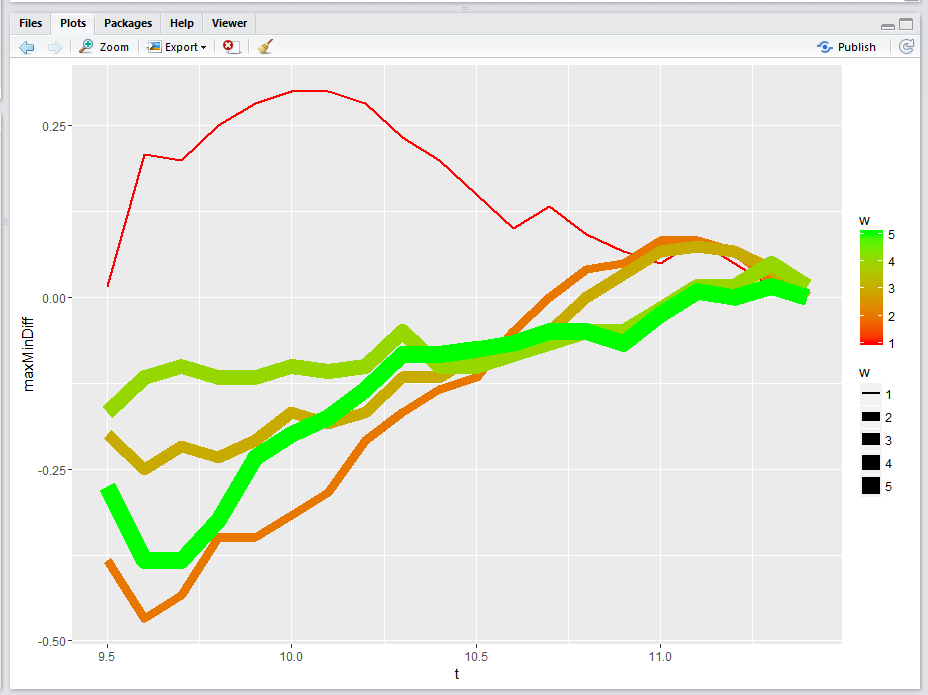 Files Plots Packages Help Viewer
Zoom Export Publish
0.25
0.00
-0.25
-0.50
maxMinDiff
9.5 10.0 10.5 11.0
t
w
5
4
3
2
1
w
1
2
3
4
5